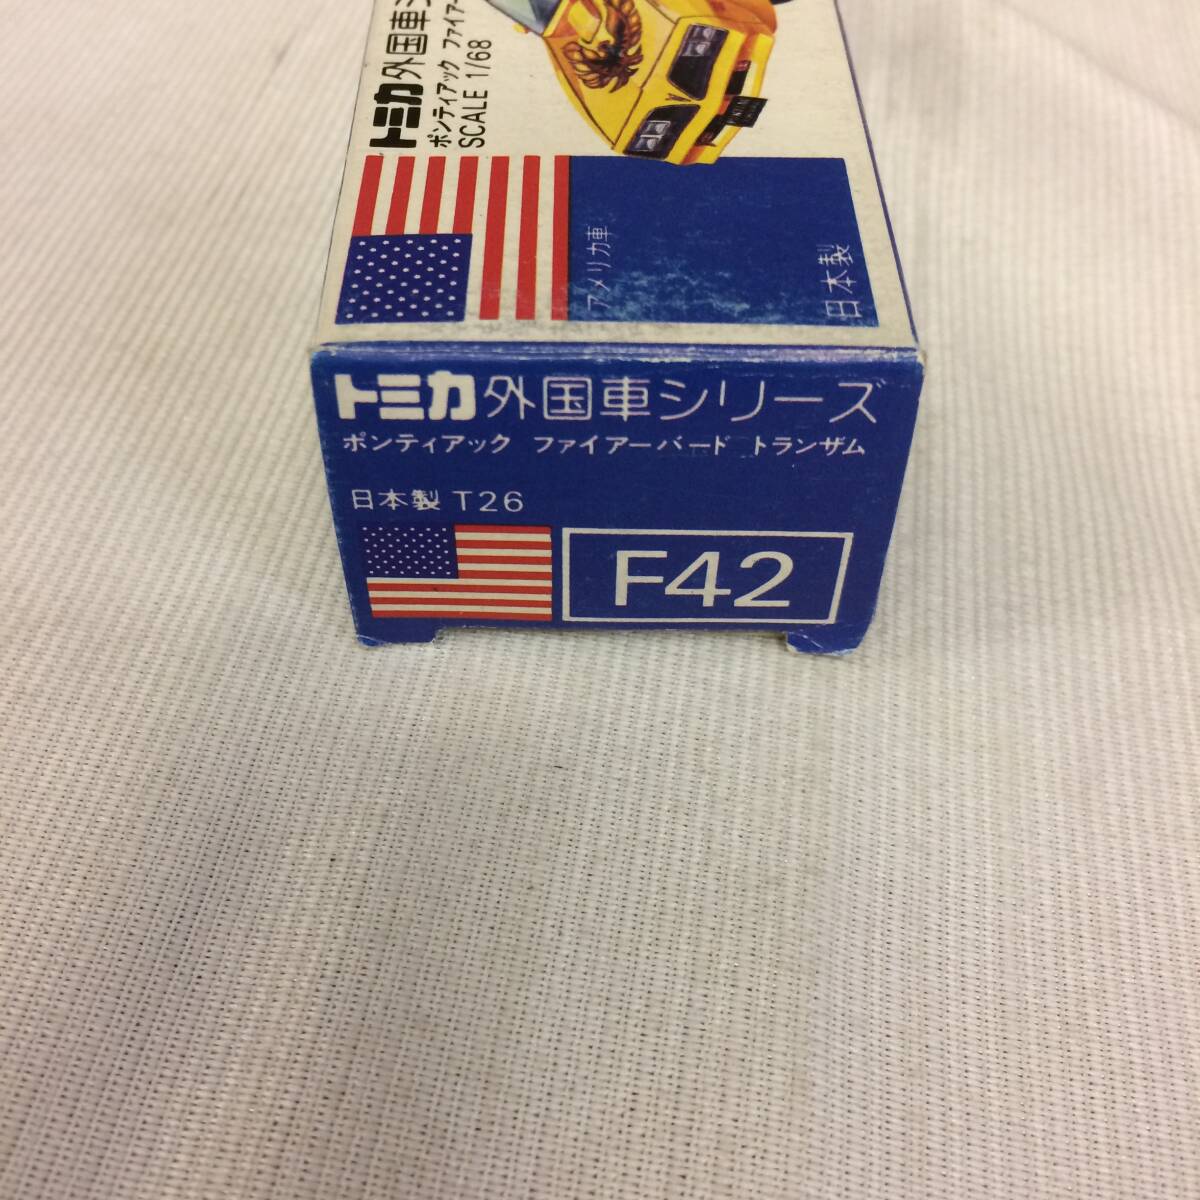 トミカ外国車シ
ポンティアック ファイアー
SCALE 1/68
アメリカ車
日本製
トミカ 外国車シリーズ
ポンティアック ファイアーバード トランザム
日本製 T26
F42